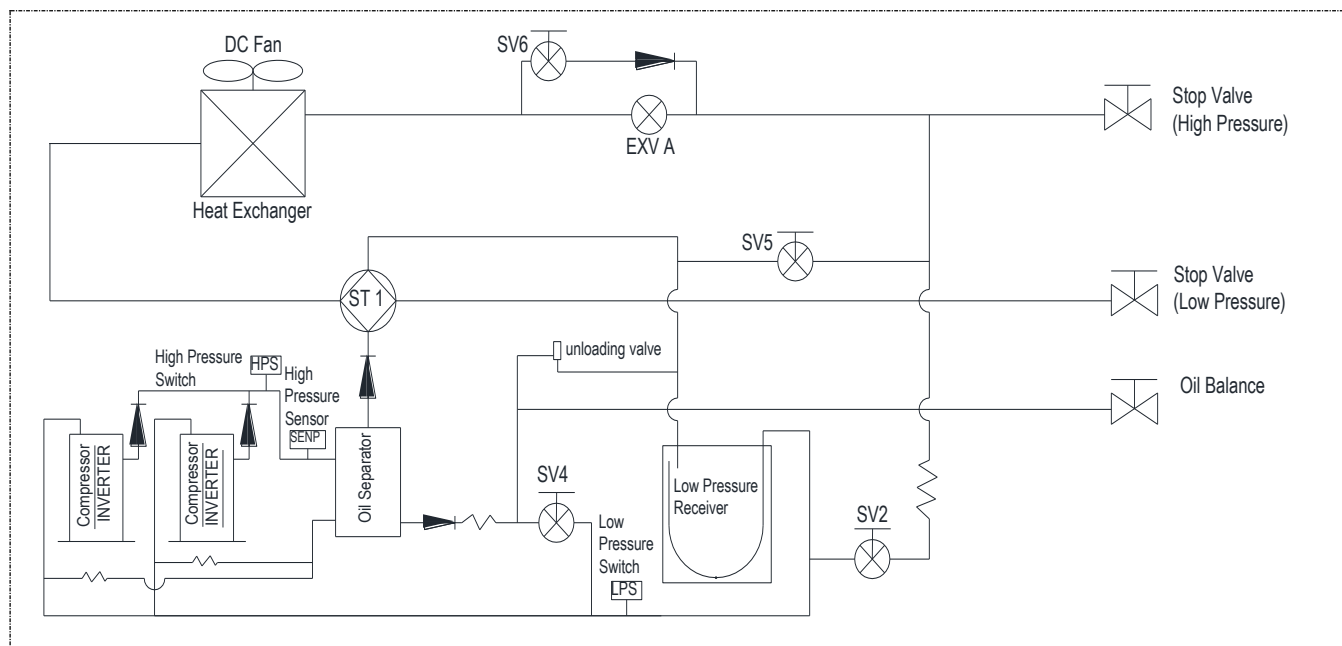 DC Fan
SV6
Stop Valve
(High Pressure)
EXV A
Heat Exchanger
SV5
ST 1
Stop Valve
(Low Pressure)
unloading valve
High Pressure
Switch
HPS
High
Pressure
Sensor
SENP
Oil Balance
Compressor
INVERTER
Compressor
INVERTER
Oil Separator
SV4
Low Pressure
Receiver
Low
Pressure
Switch
LPS
SV2